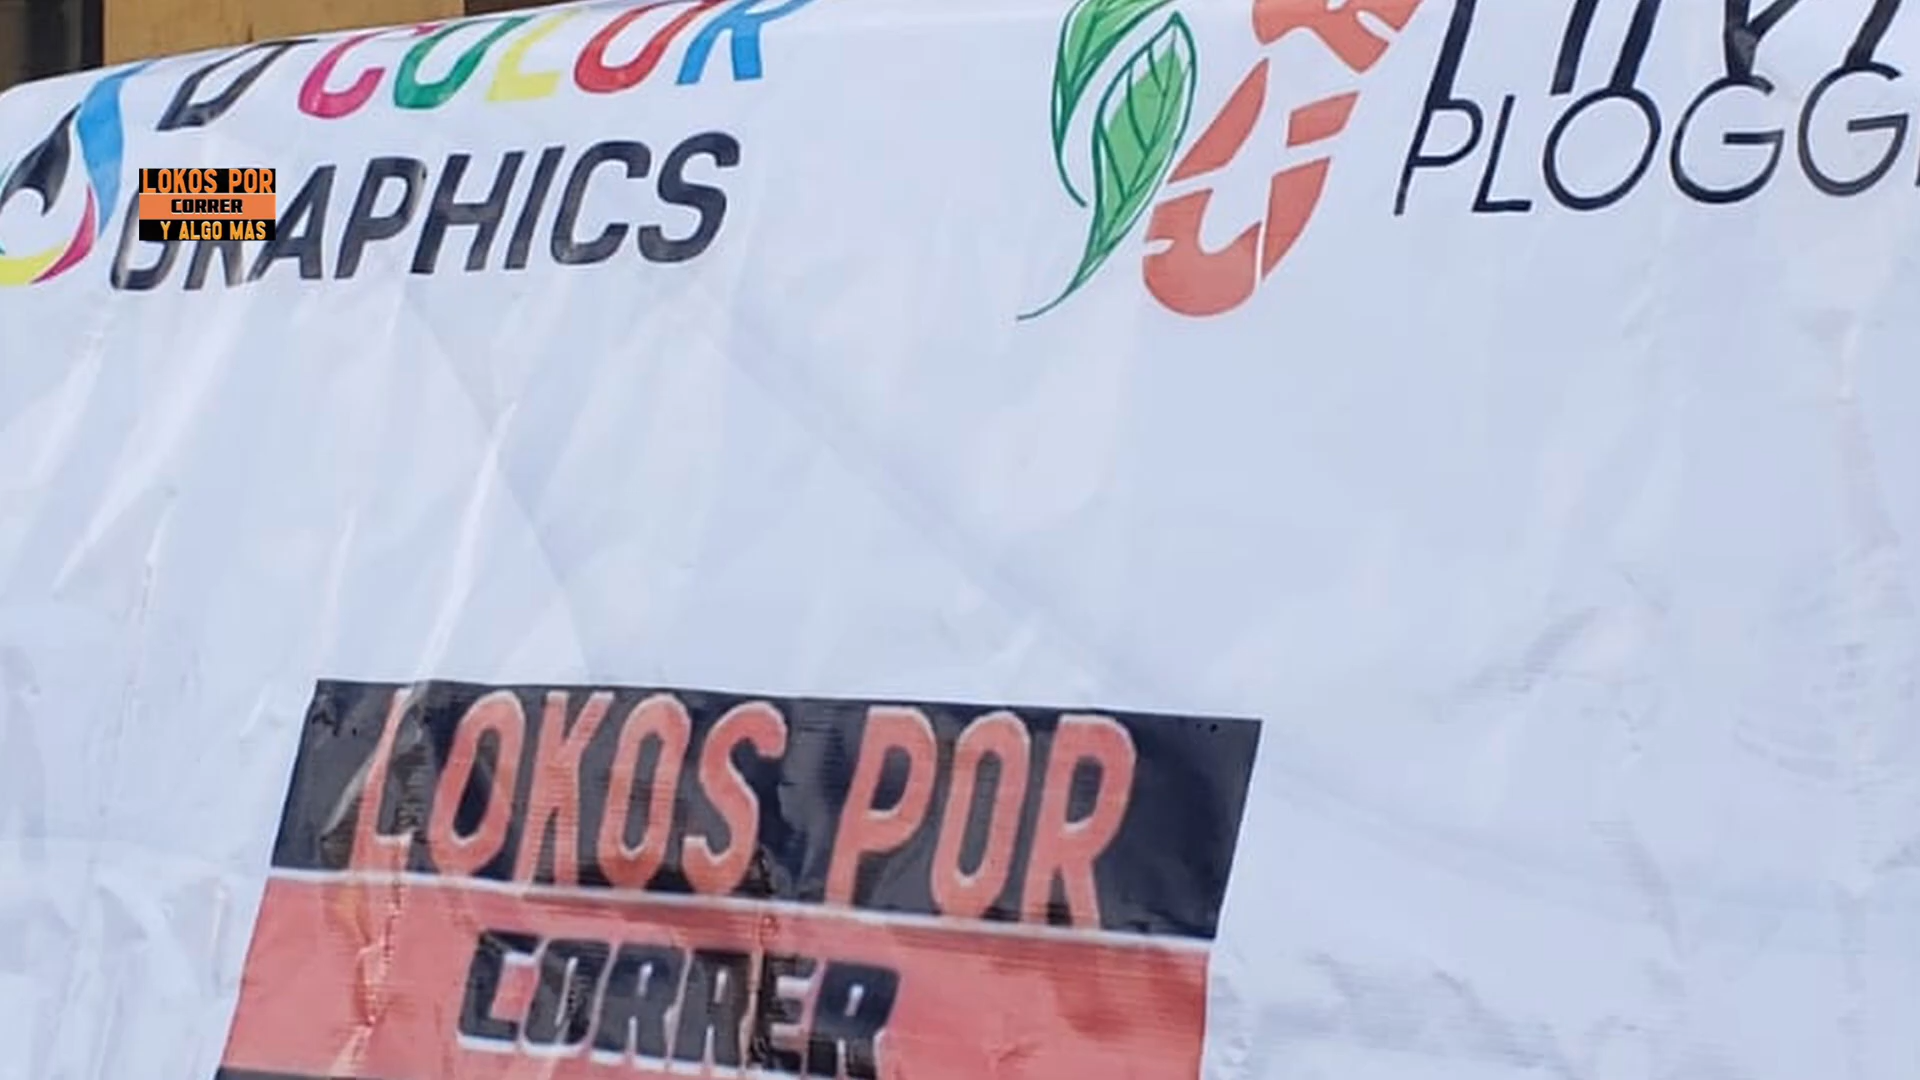 D'COLOR
GRAPHICS
PLOGG
LOKOS POR
CORRER
Y ALGO MAS
LOKOS POR
CORRER